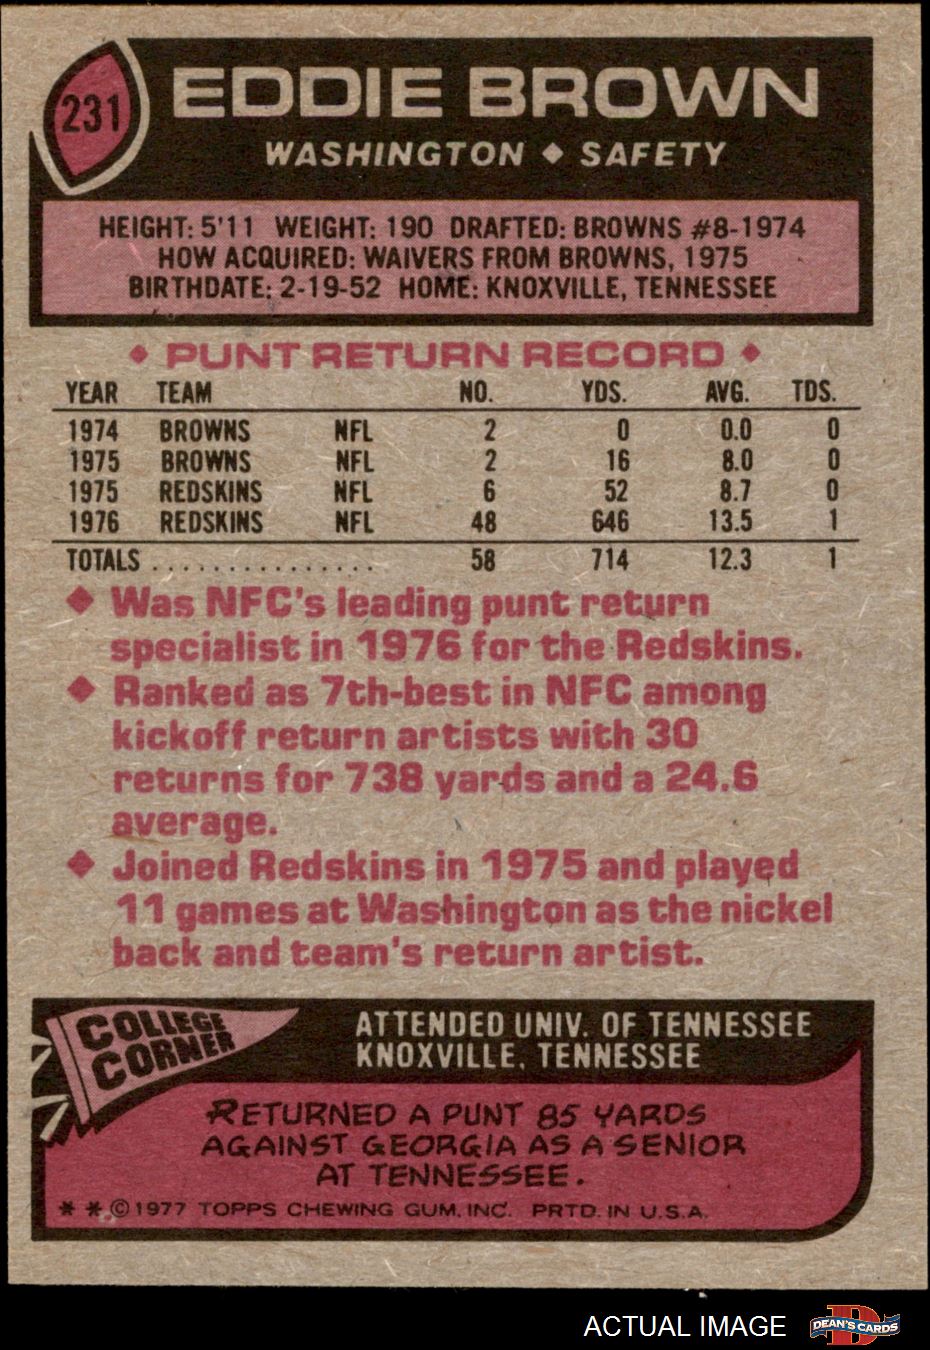 231
EDDIE BROWN
WASHINGTON ◆ SAFETY
HEIGHT: 5'11 WEIGHT: 190 DRAFTED: BROWNS #8-1974
HOW ACQUIRED: WAIVERS FROM BROWNS, 1975
BIRTHDATE: 2-19-52 HOME: KNOXVILLE, TENNESSEE
◆ PUNT RETURN RECORD ◆
YEAR TEAM NO. YDS. AVG. TDS.
1974 BROWNS NFL 2 0 0.0 0
1975 BROWNS NFL 2 16 8.0 0
1975 REDSKINS NFL 6 52 8.7 0
1976 REDSKINS NFL 48 646 13.5 1
TOTALS ............... 58 714 12.3 1
◆ Was NFC's leading punt return
specialist in 1976 for the Redskins.
◆ Ranked as 7th-best in NFC among
kickoff return artists with 30
returns for 738 yards and a 24.6
average.
◆ Joined Redskins in 1975 and played
11 games at Washington as the nickel
back and team's return artist.
COLLEGE
CORNER
ATTENDED UNIV. OF TENNESSEE
KNOXVILLE, TENNESSEE
RETURNED A PUNT 85 YARDS
AGAINST GEORGIA AS A SENIOR
AT TENNESSEE.
* * © 1977 TOPPS CHEWING GUM, INC. PRTD. IN U.S.A.
ACTUAL IMAGE
D
DEAN'S CARDS